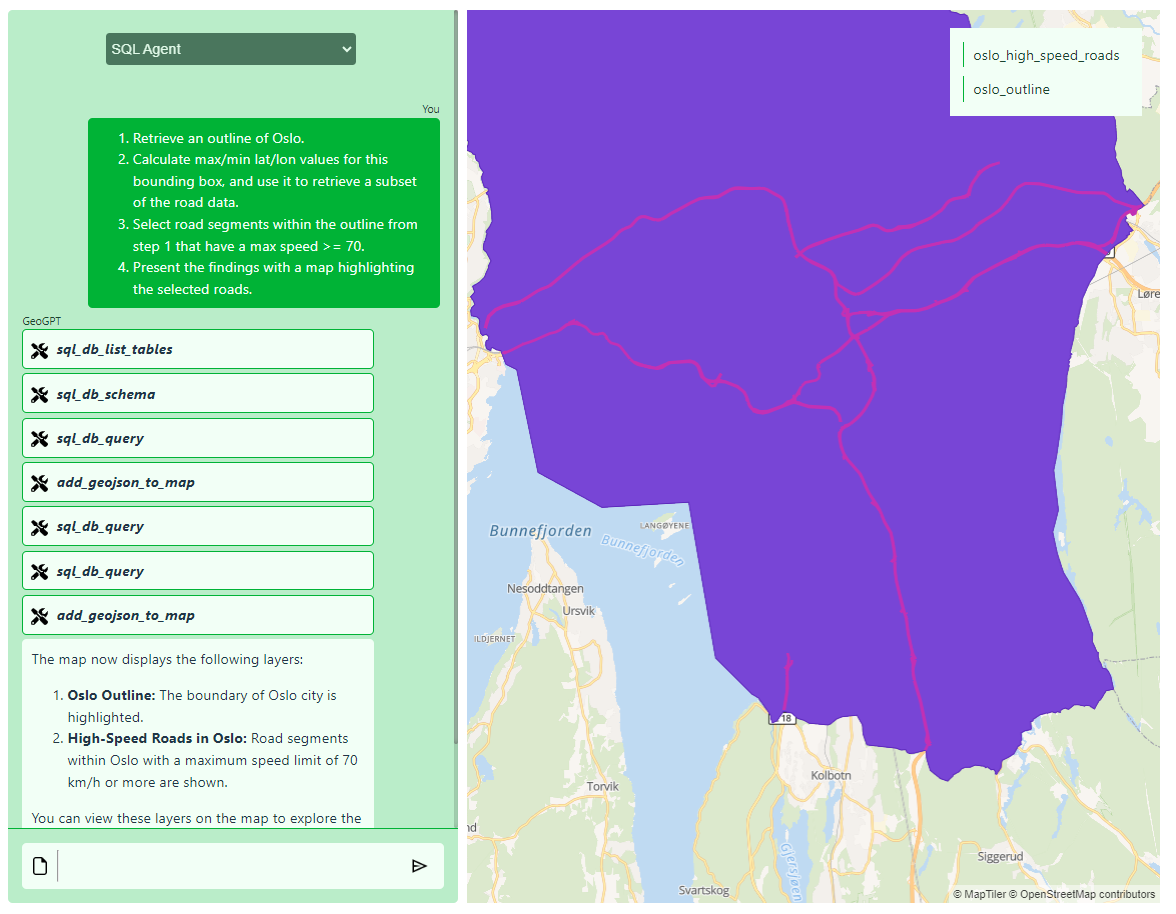 SQL Agent
You
1. Retrieve an outline of Oslo.
2. Calculate max/min lat/lon values for this
bounding box, and use it to retrieve a subset
of the road data.
3. Select road segments within the outline from
step 1 that have a max speed >= 70.
4. Present the findings with a map highlighting
the selected roads.
GeoGPT
sql_db_list_tables
sql_db_schema
sql_db_query
add_geojson_to_map
sql_db_query
sql_db_query
add_geojson_to_map
The map now displays the following layers:
1. Oslo Outline: The boundary of Oslo city is
highlighted.
2. High-Speed Roads in Oslo: Road segments
within Oslo with a maximum speed limit of 70
km/h or more are shown.
You can view these layers on the map to explore the
oslo_high_speed_roads
oslo_outline
Løre
Bunnefjorden
LANGØYENE
Bunnefjorden
Nesoddtangen
Ursvik
ILDJERNET
18
Kolbotn
Torvik
nd
Gjersjøen
Siggerud
Svartskog
© MapTiler © OpenStreetMap contributors